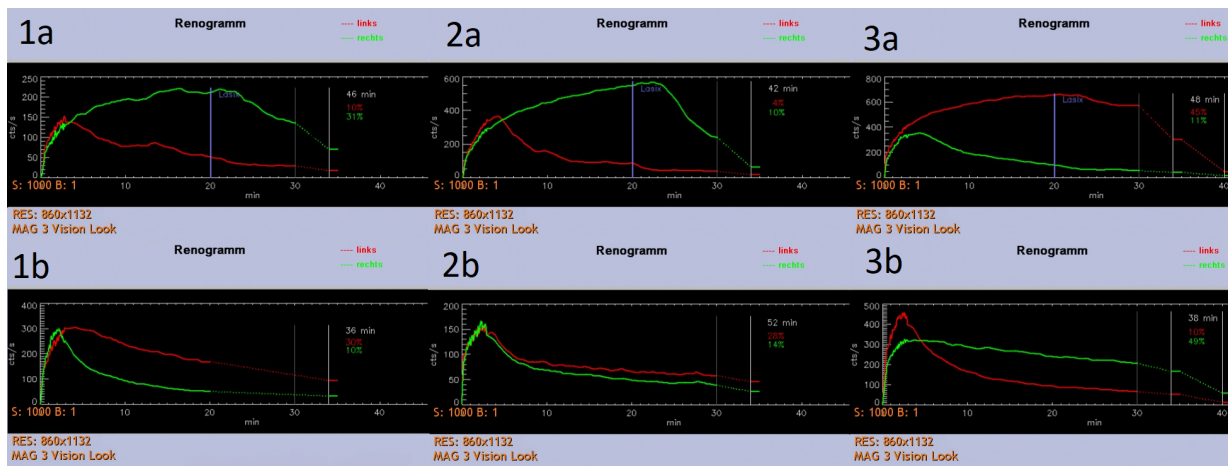 1a
Renogramm
---- links
---- rechts
250
200
150
100
50
0
cts/s
Lasix
46 min
10%
31%
10
20
30
40
min
S: 1000 B: 1
RES: 860x1132
MAG 3 Vision Look
2a
Renogramm
---- links
---- rechts
600
400
200
0
cts/s
Lasix
42 min
4%
10%
10
20
30
40
min
S: 1000 B: 1
RES: 860x1132
MAG 3 Vision Look
3a
Renogramm
---- links
---- rechts
800
600
400
200
0
cts/s
Lasix
48 min
45%
11%
10
20
30
40
min
S: 1000 B: 1
RES: 860x1132
MAG 3 Vision Look
1b
Renogramm
---- links
---- rechts
400
300
200
100
0
cts/s
36 min
30%
10%
10
20
30
40
min
S: 1000 B: 1
RES: 860x1132
MAG 3 Vision Look
2b
Renogramm
---- links
---- rechts
200
150
100
50
0
cts/s
52 min
28%
14%
10
20
30
40
min
S: 1000 B: 1
RES: 860x1132
MAG 3 Vision Look
3b
Renogramm
---- links
---- rechts
500
400
300
200
100
0
cts/s
38 min
10%
49%
10
20
30
40
min
S: 1000 B: 1
RES: 860x1132
MAG 3 Vision Look